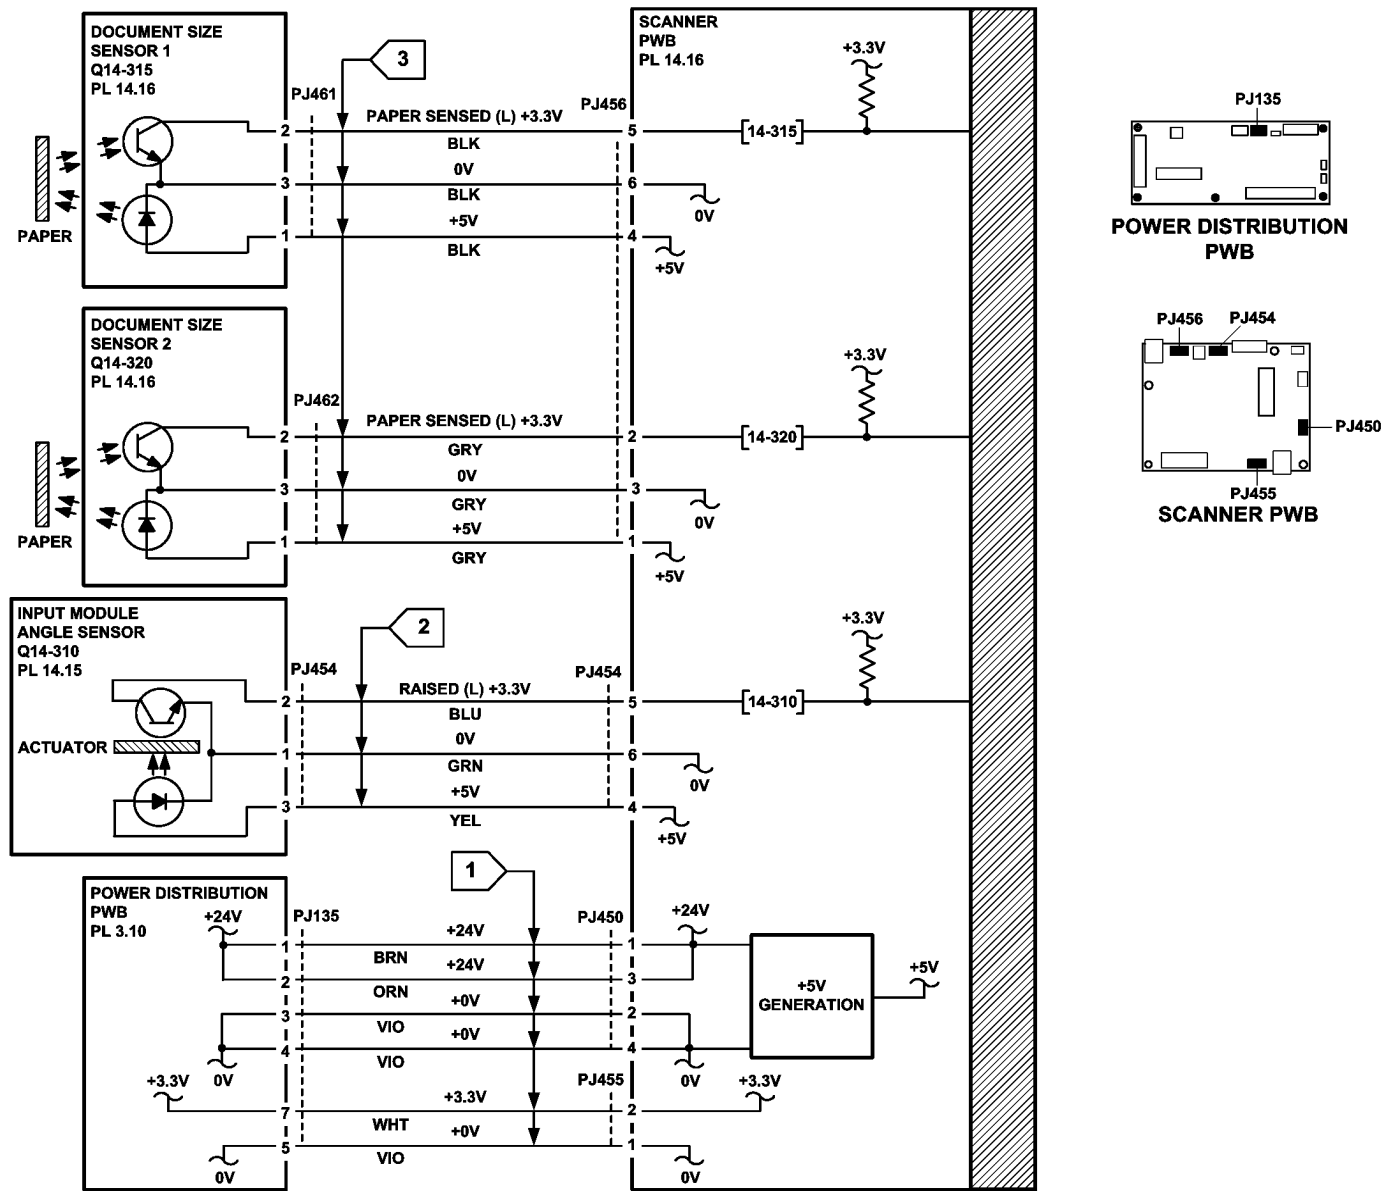 DOCUMENT SIZE
SENSOR 1
Q14-315
PL 14.16
PAPER
2
3
1
PJ461
3
PAPER SENSED (L) +3.3V
BLK
0V
BLK
+5V
BLK
PJ456
5
6
4
SCANNER
PWB
PL 14.16
+3.3V
14-315
0V
+5V
DOCUMENT SIZE
SENSOR 2
Q14-320
PL 14.16
PAPER
2
3
1
PJ462
PAPER SENSED (L) +3.3V
GRY
0V
GRY
+5V
GRY
2
3
1
+3.3V
14-320
0V
+5V
INPUT MODULE
ANGLE SENSOR
Q14-310
PL 14.15
ACTUATOR
2
1
3
PJ454
2
RAISED (L) +3.3V
BLU
0V
GRN
+5V
YEL
PJ454
5
6
4
+3.3V
14-310
0V
+5V
POWER DISTRIBUTION
PWB
PL 3.10
+24V
0V
+3.3V
0V
PJ135
1
2
3
4
7
5
1
+24V
BRN
+24V
ORN
+0V
VIO
+0V
VIO
+3.3V
WHT
+0V
VIO
PJ450
1
3
2
4
PJ455
2
1
+24V
0V
+3.3V
0V
+5V
GENERATION
+5V
PJ135
POWER DISTRIBUTION
PWB
PJ456
PJ454
PJ450
PJ455
SCANNER PWB